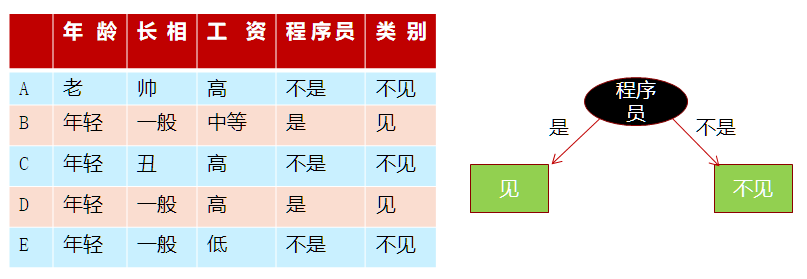 年 龄 长 相 工 资 程序员 类 别
A 老 帅 高 不是 不见
B 年轻 一般 中等 是 见
C 年轻 丑 高 不是 不见
D 年轻 一般 高 是 见
E 年轻 一般 低 不是 不见
程序
员
是 不是
见 不见